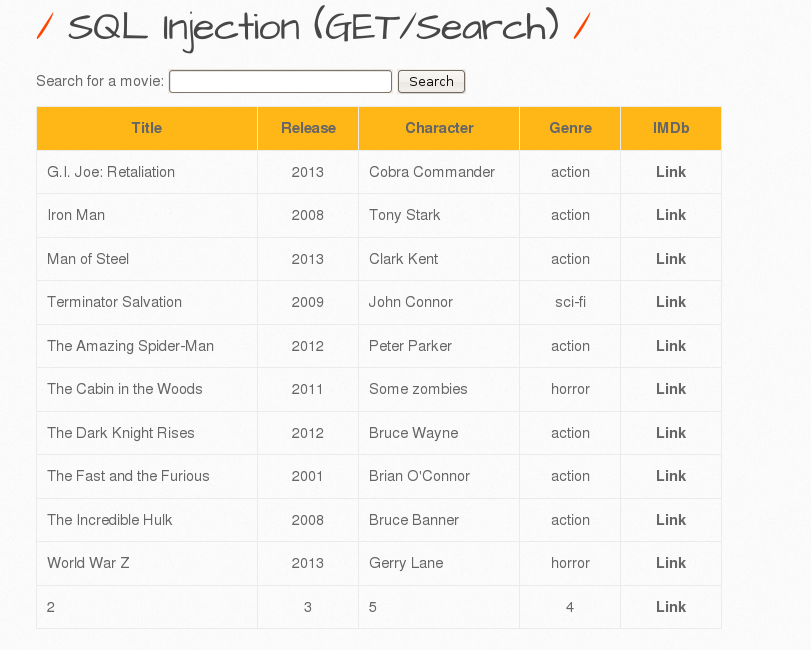 / SQL Injection (GET/Search) /
Search for a movie: Search
Title Release Character Genre IMDb
G.I. Joe: Retaliation 2013 Cobra Commander action Link
Iron Man 2008 Tony Stark action Link
Man of Steel 2013 Clark Kent action Link
Terminator Salvation 2009 John Connor sci-fi Link
The Amazing Spider-Man 2012 Peter Parker action Link
The Cabin in the Woods 2011 Some zombies horror Link
The Dark Knight Rises 2012 Bruce Wayne action Link
The Fast and the Furious 2001 Brian O'Connor action Link
The Incredible Hulk 2008 Bruce Banner action Link
World War Z 2013 Gerry Lane horror Link
2 3 5 4 Link